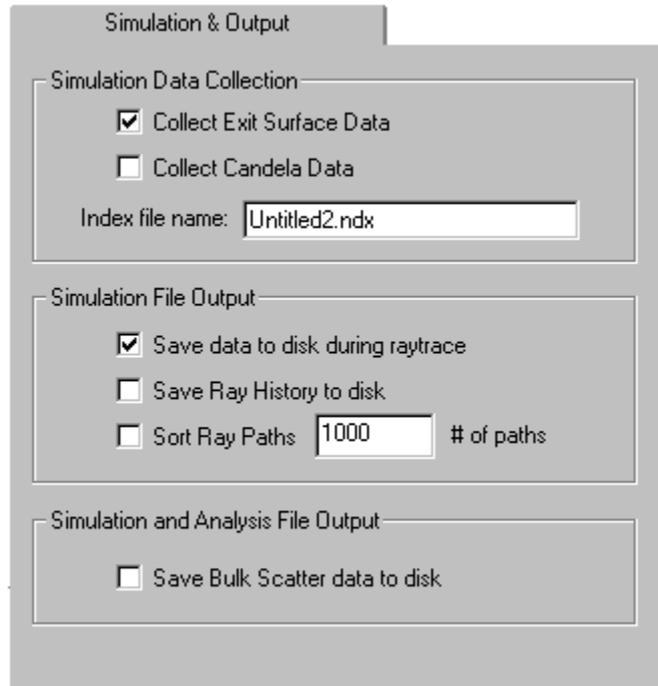 Simulation & Output
Simulation Data Collection
Collect Exit Surface Data
Collect Candela Data
Index file name: Untitled2.ndx
Simulation File Output
Save data to disk during raytrace
Save Ray History to disk
Sort Ray Paths 1000 # of paths
Simulation and Analysis File Output
Save Bulk Scatter data to disk